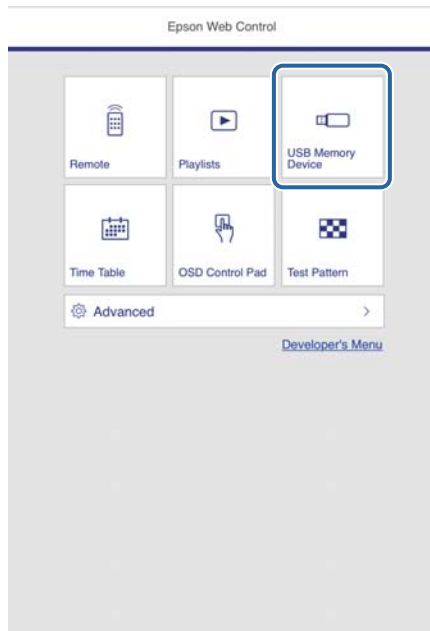 Epson Web Control
Remote
Playlists
USB Memory
Device
Time Table
OSD Control Pad
Test Pattern
Advanced
Developer's Menu